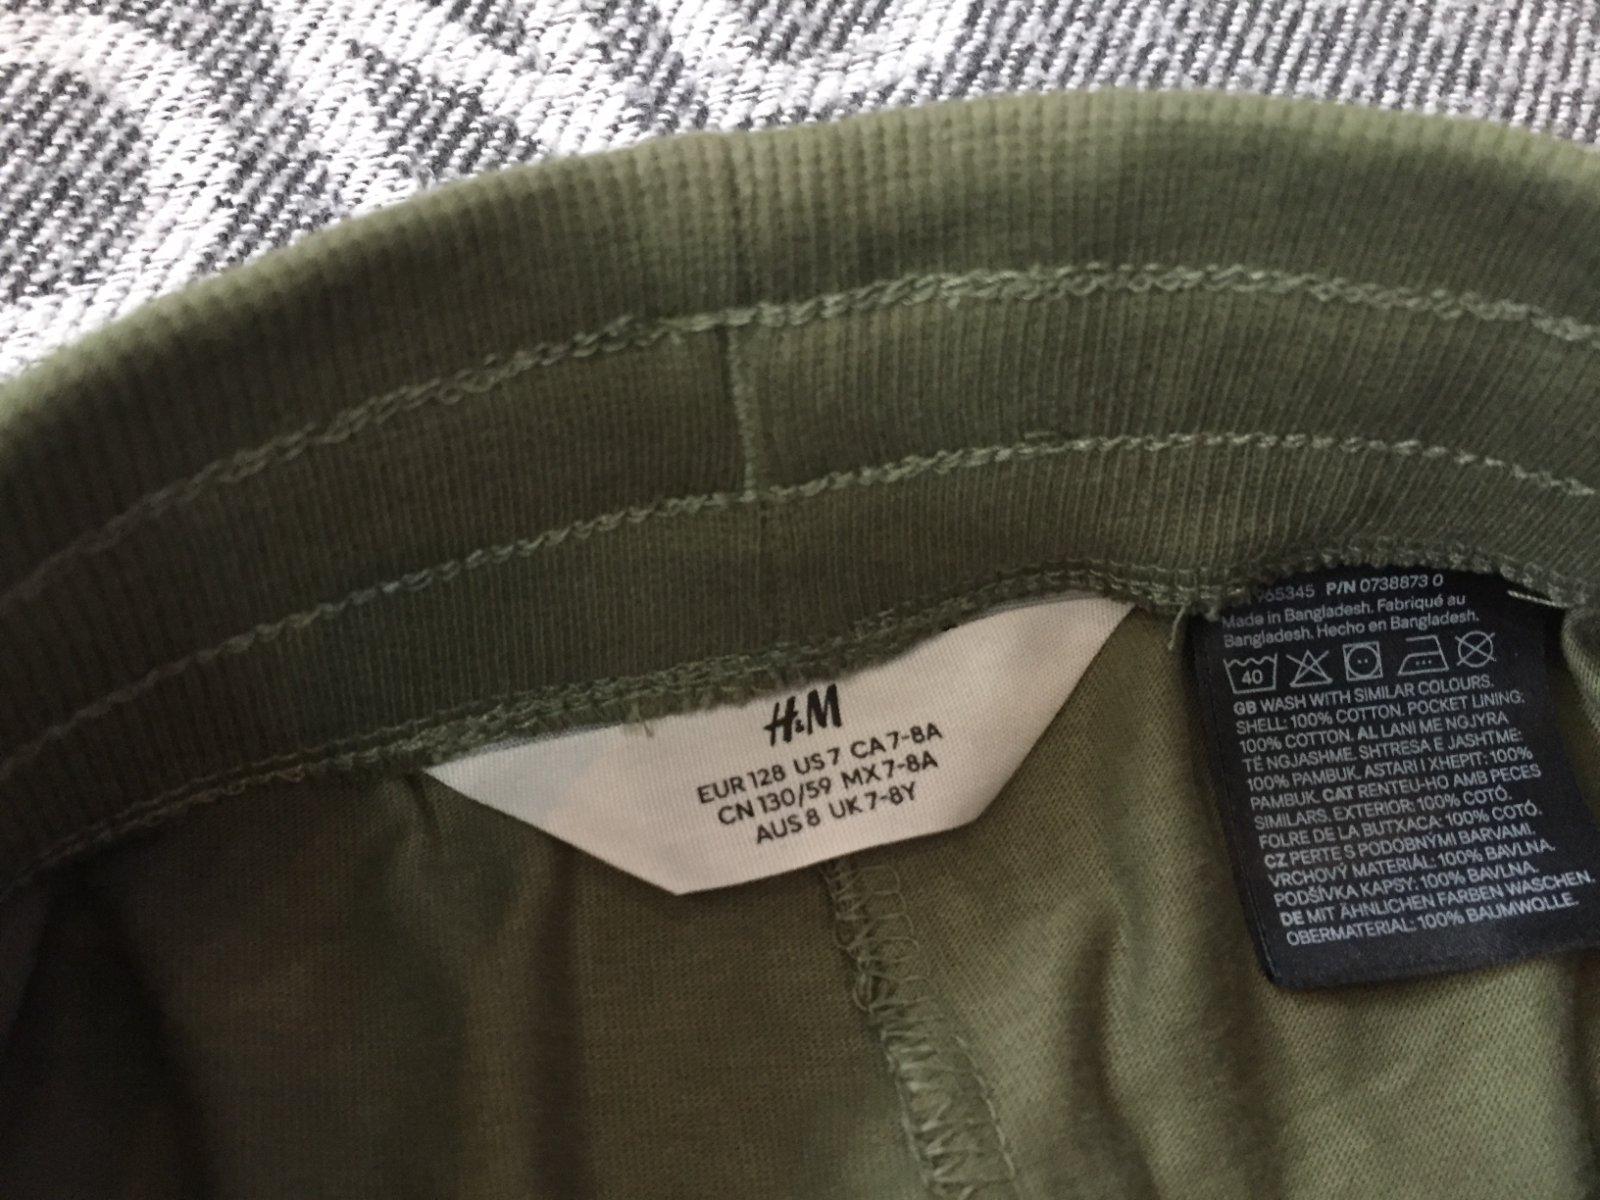 H&M
EUR 128 US 7 CA 7-8A
CN 130/59 MX 7-8A
AUS 8 UK 7-8Y
965345 P/N 0738873 0
Made in Bangladesh. Fabriqué au
Bangladesh. Hecho en Bangladesh.
40
GB WASH WITH SIMILAR COLOURS.
SHELL: 100% COTTON. POCKET LINING:
100% COTTON. AL LANI ME NGJYRA
TË NGJASHME. SHTRESA E JASHTME:
100% PAMBUK. ASTARI I XHEPIT: 100%
PAMBUK. CAT RENTEU-HO AMB PECES
SIMILARS. EXTERIOR: 100% COTÓ.
FOLRE DE LA BUTXACA: 100% COTÓ.
CZ PERTE S PODOBNÝMI BARVAMI.
VRCHOVÝ MATERIÁL: 100% BAVLNA.
PODŠÍVKA KAPSY: 100% BAVLNA.
DE MIT ÄHNLICHEN FARBEN WASCHEN.
OBERMATERIAL: 100% BAUMWOLLE.